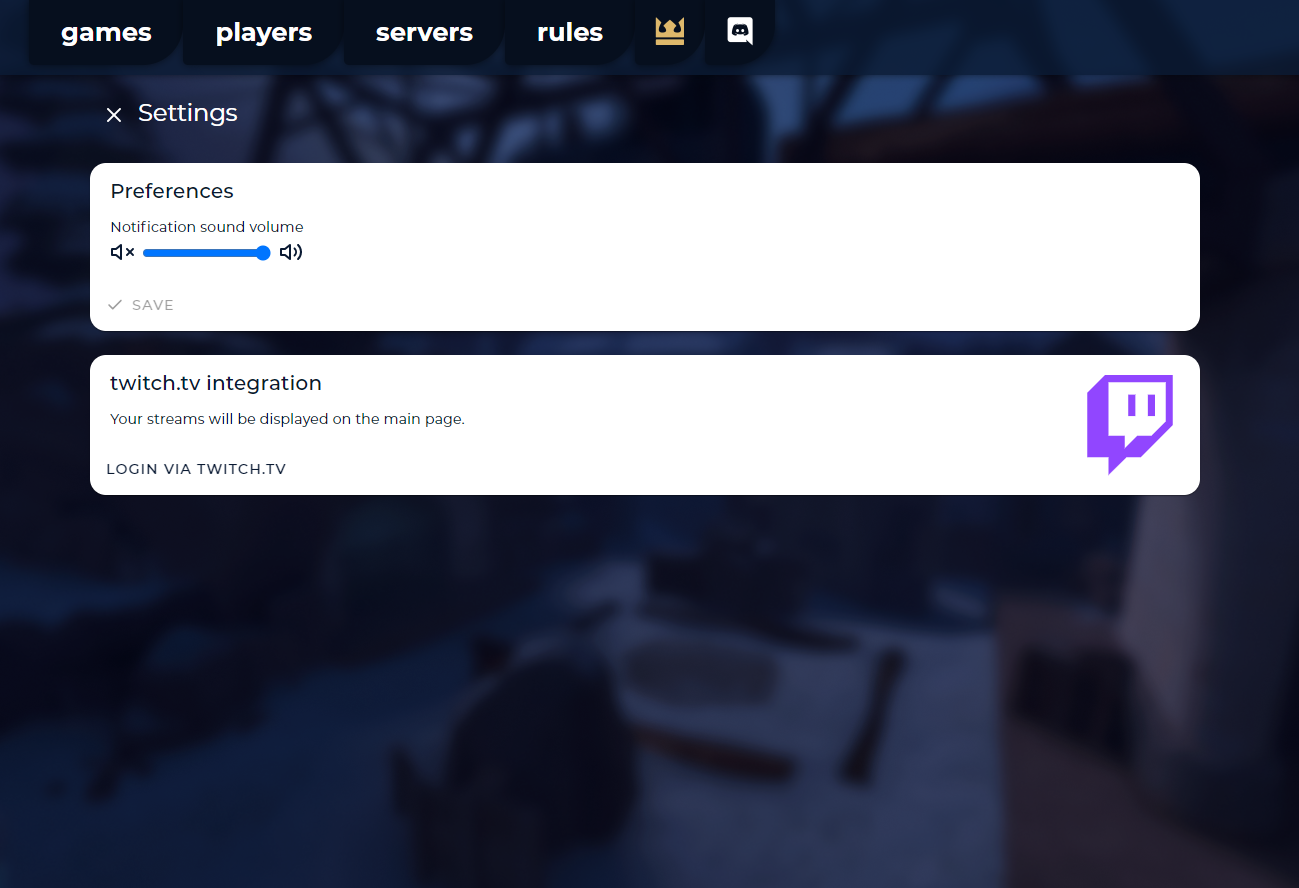 games players servers rules
Settings
Preferences
Notification sound volume
SAVE
twitch.tv integration
Your streams will be displayed on the main page.
LOGIN VIA TWITCH.TV